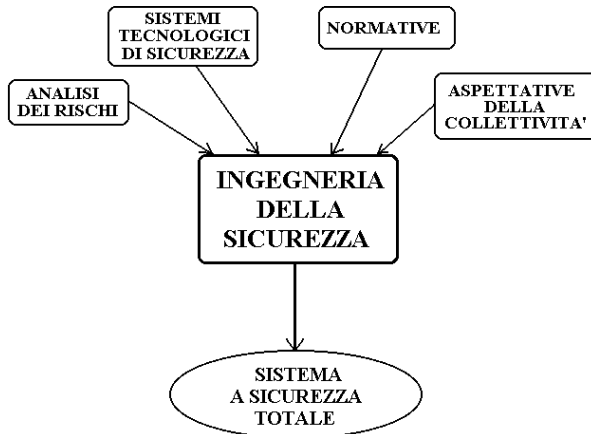 SISTEMI
TECNOLOGICI
DI SICUREZZA
NORMATIVE
ANALISI
DEI RISCHI
ASPETTATIVE
DELLA
COLLETTIVITA'
INGEGNERIA
DELLA
SICUREZZA
SISTEMA
A SICUREZZA
TOTALE